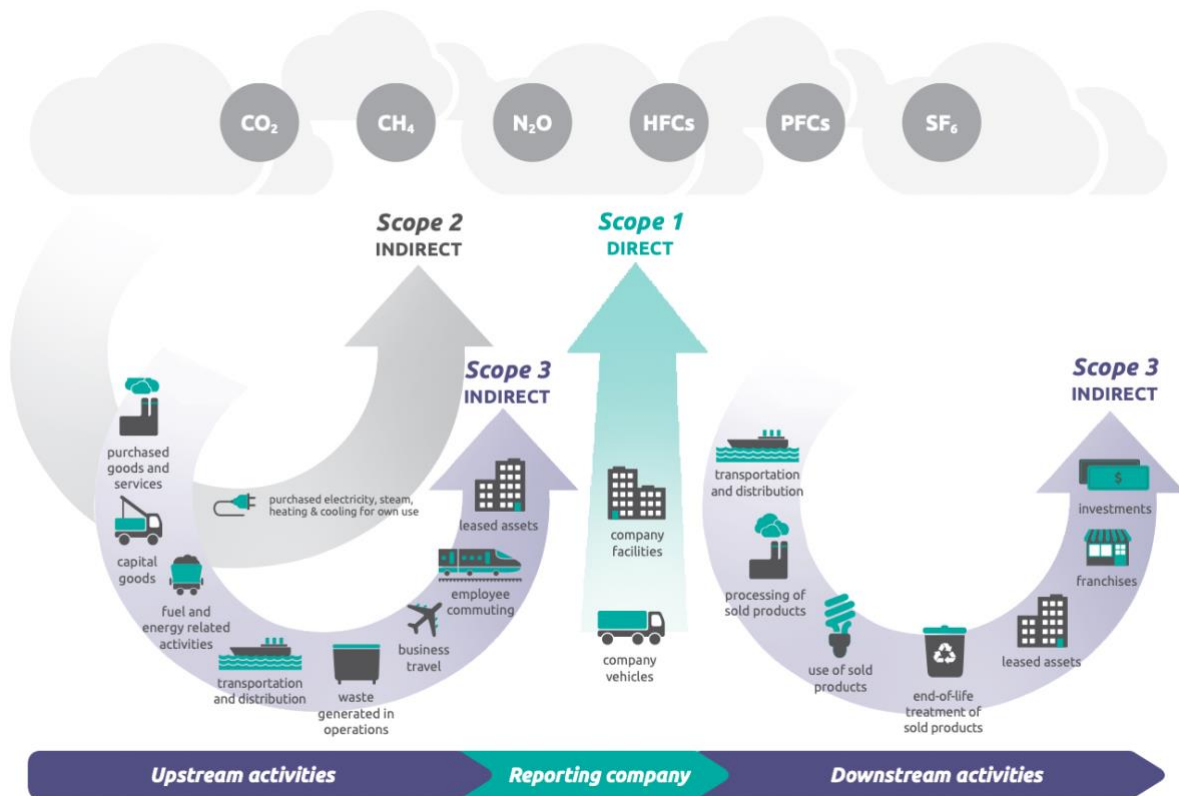 CO₂
CH₄
N₂O
HFCs
PFCs
SF₆
Scope 2
INDIRECT
Scope 1
DIRECT
Scope 3
INDIRECT
Scope 3
INDIRECT
purchased
goods and
services
capital
goods
fuel and
energy related
activities
purchased electricity, steam,
heating & cooling for own use
transportation
and distribution
waste
generated in
operations
business
travel
employee
commuting
leased assets
company
facilities
company
vehicles
transportation
and distribution
processing of
sold products
use of sold
products
end-of-life
treatment of
sold products
leased assets
franchises
$
investments
Upstream activities
Reporting company
Downstream activities